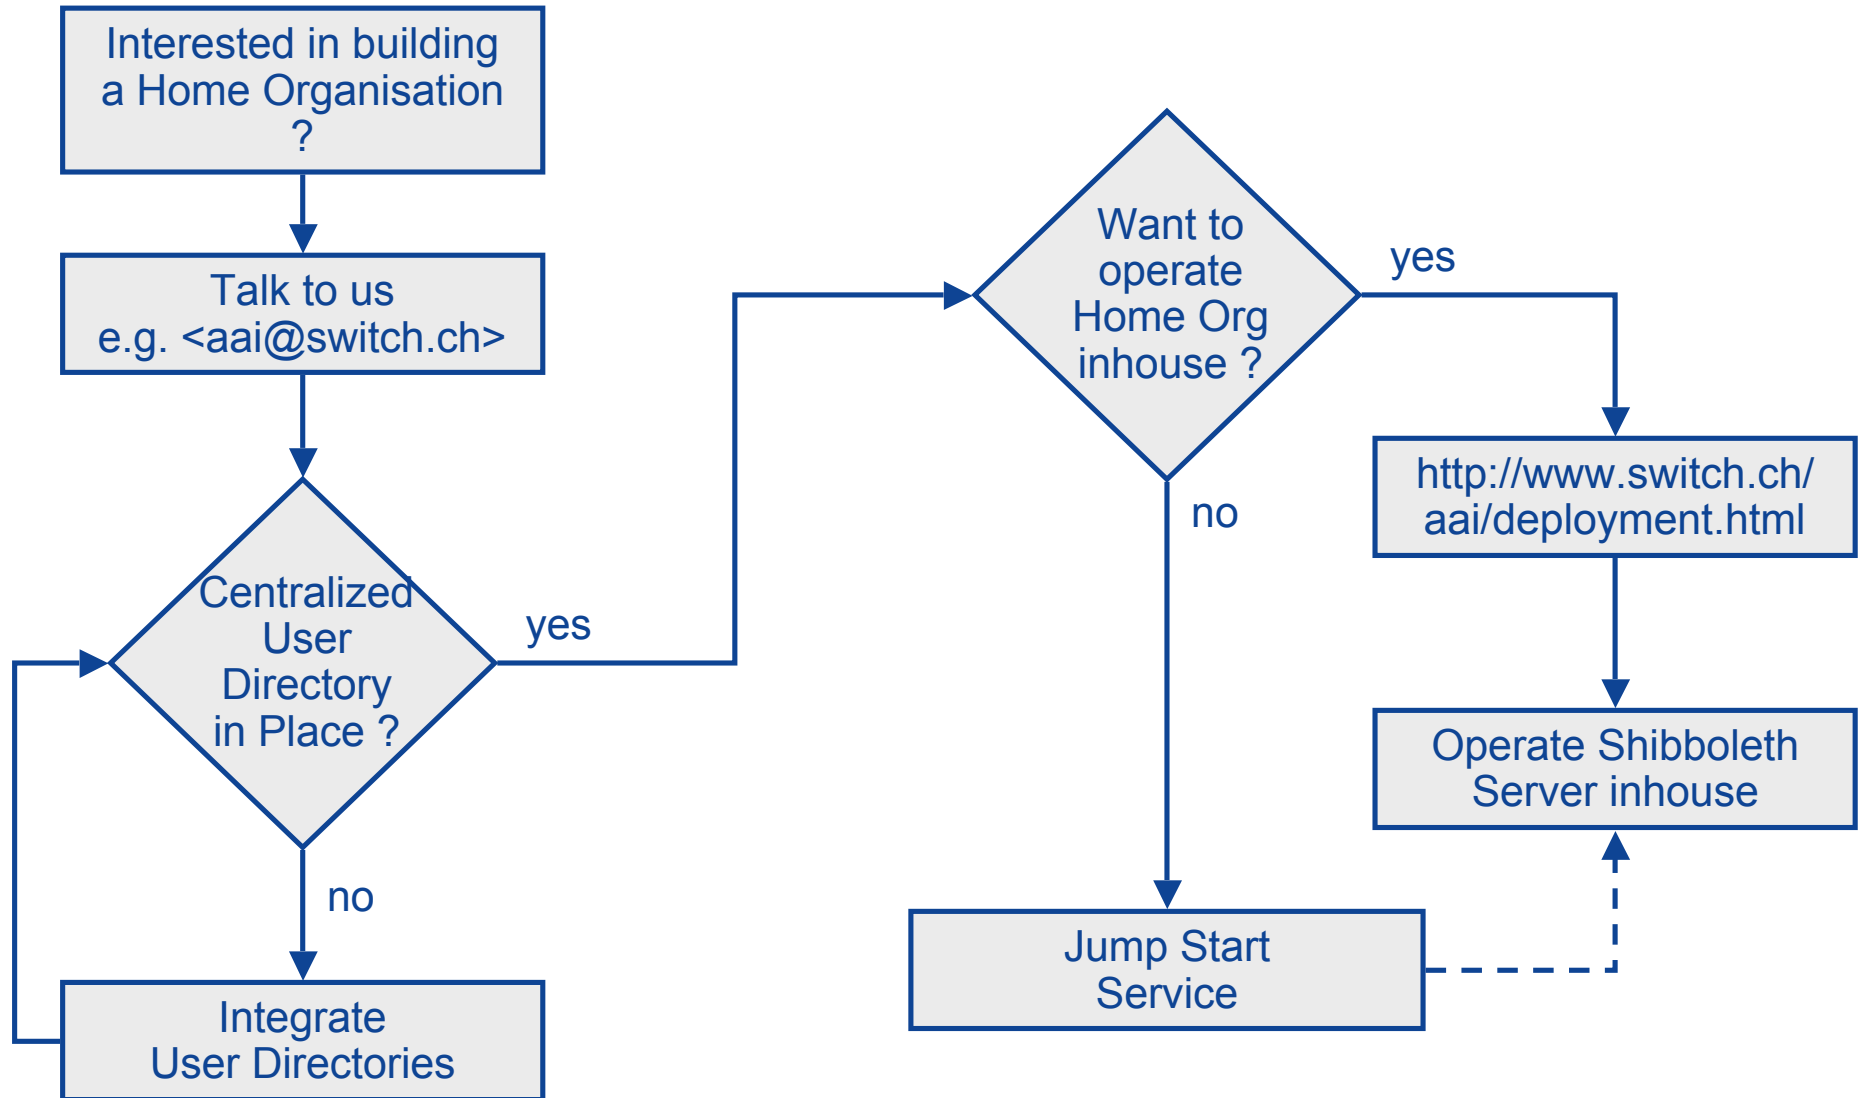 Interested in building
a Home Organisation
?
Talk to us
e.g. <aai@switch.ch>
Centralized
User
Directory
in Place ?
yes
no
Integrate
User Directories
Want to
operate
Home Org
inhouse ?
yes
no
http://www.switch.ch/
aai/deployment.html
Operate Shibboleth
Server inhouse
Jump Start
Service